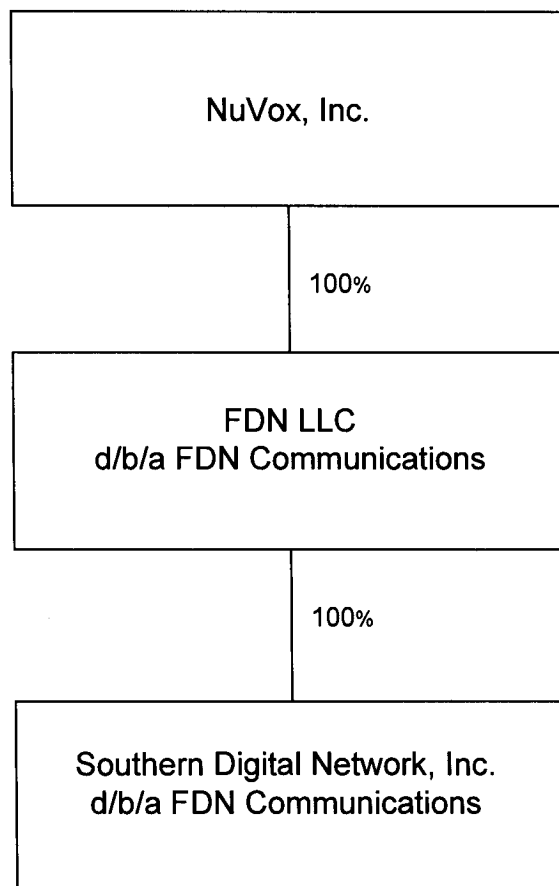 NuVox, Inc.
100%
FDN LLC
d/b/a FDN Communications
100%
Southern Digital Network, Inc.
d/b/a FDN Communications